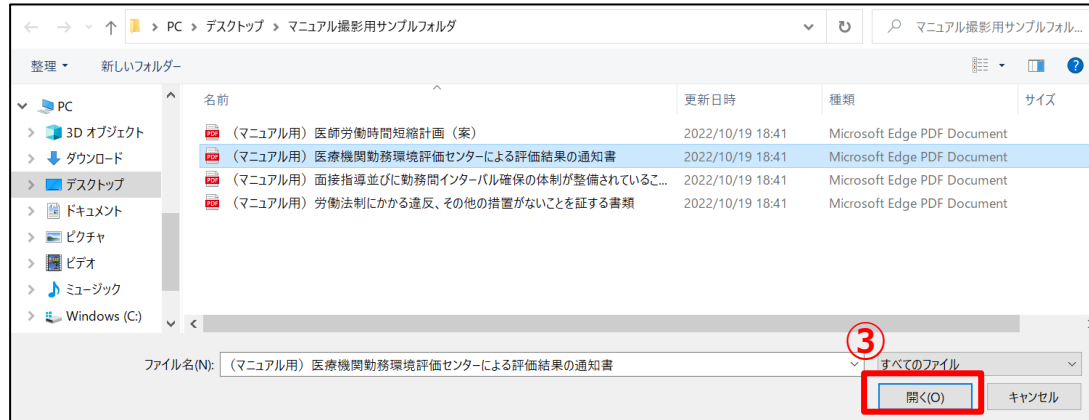 PC › デスクトップ › マニュアル撮影用サンプルフォルダ
マニュアル撮影用サンプルフォル...
整理 新しいフォルダー
PC
3D オブジェクト
ダウンロード
デスクトップ
ドキュメント
ピクチャ
ビデオ
ミュージック
Windows (C:)
名前 更新日時 種類 サイズ
(マニュアル用)医師労働時間短縮計画(案) 2022/10/19 18:41 Microsoft Edge PDF Document
(マニュアル用)医療機関勤務環境評価センターによる評価結果の通知書 2022/10/19 18:41 Microsoft Edge PDF Document
(マニュアル用)面接指導並びに勤務間インターバル確保の体制が整備されているこ... 2022/10/19 18:41 Microsoft Edge PDF Document
(マニュアル用)労働法制にかかる違反、その他の措置がないことを証する書類 2022/10/19 18:41 Microsoft Edge PDF Document
③
ファイル名(N): (マニュアル用)医療機関勤務環境評価センターによる評価結果の通知書 すべてのファイル
開く(O) キャンセル